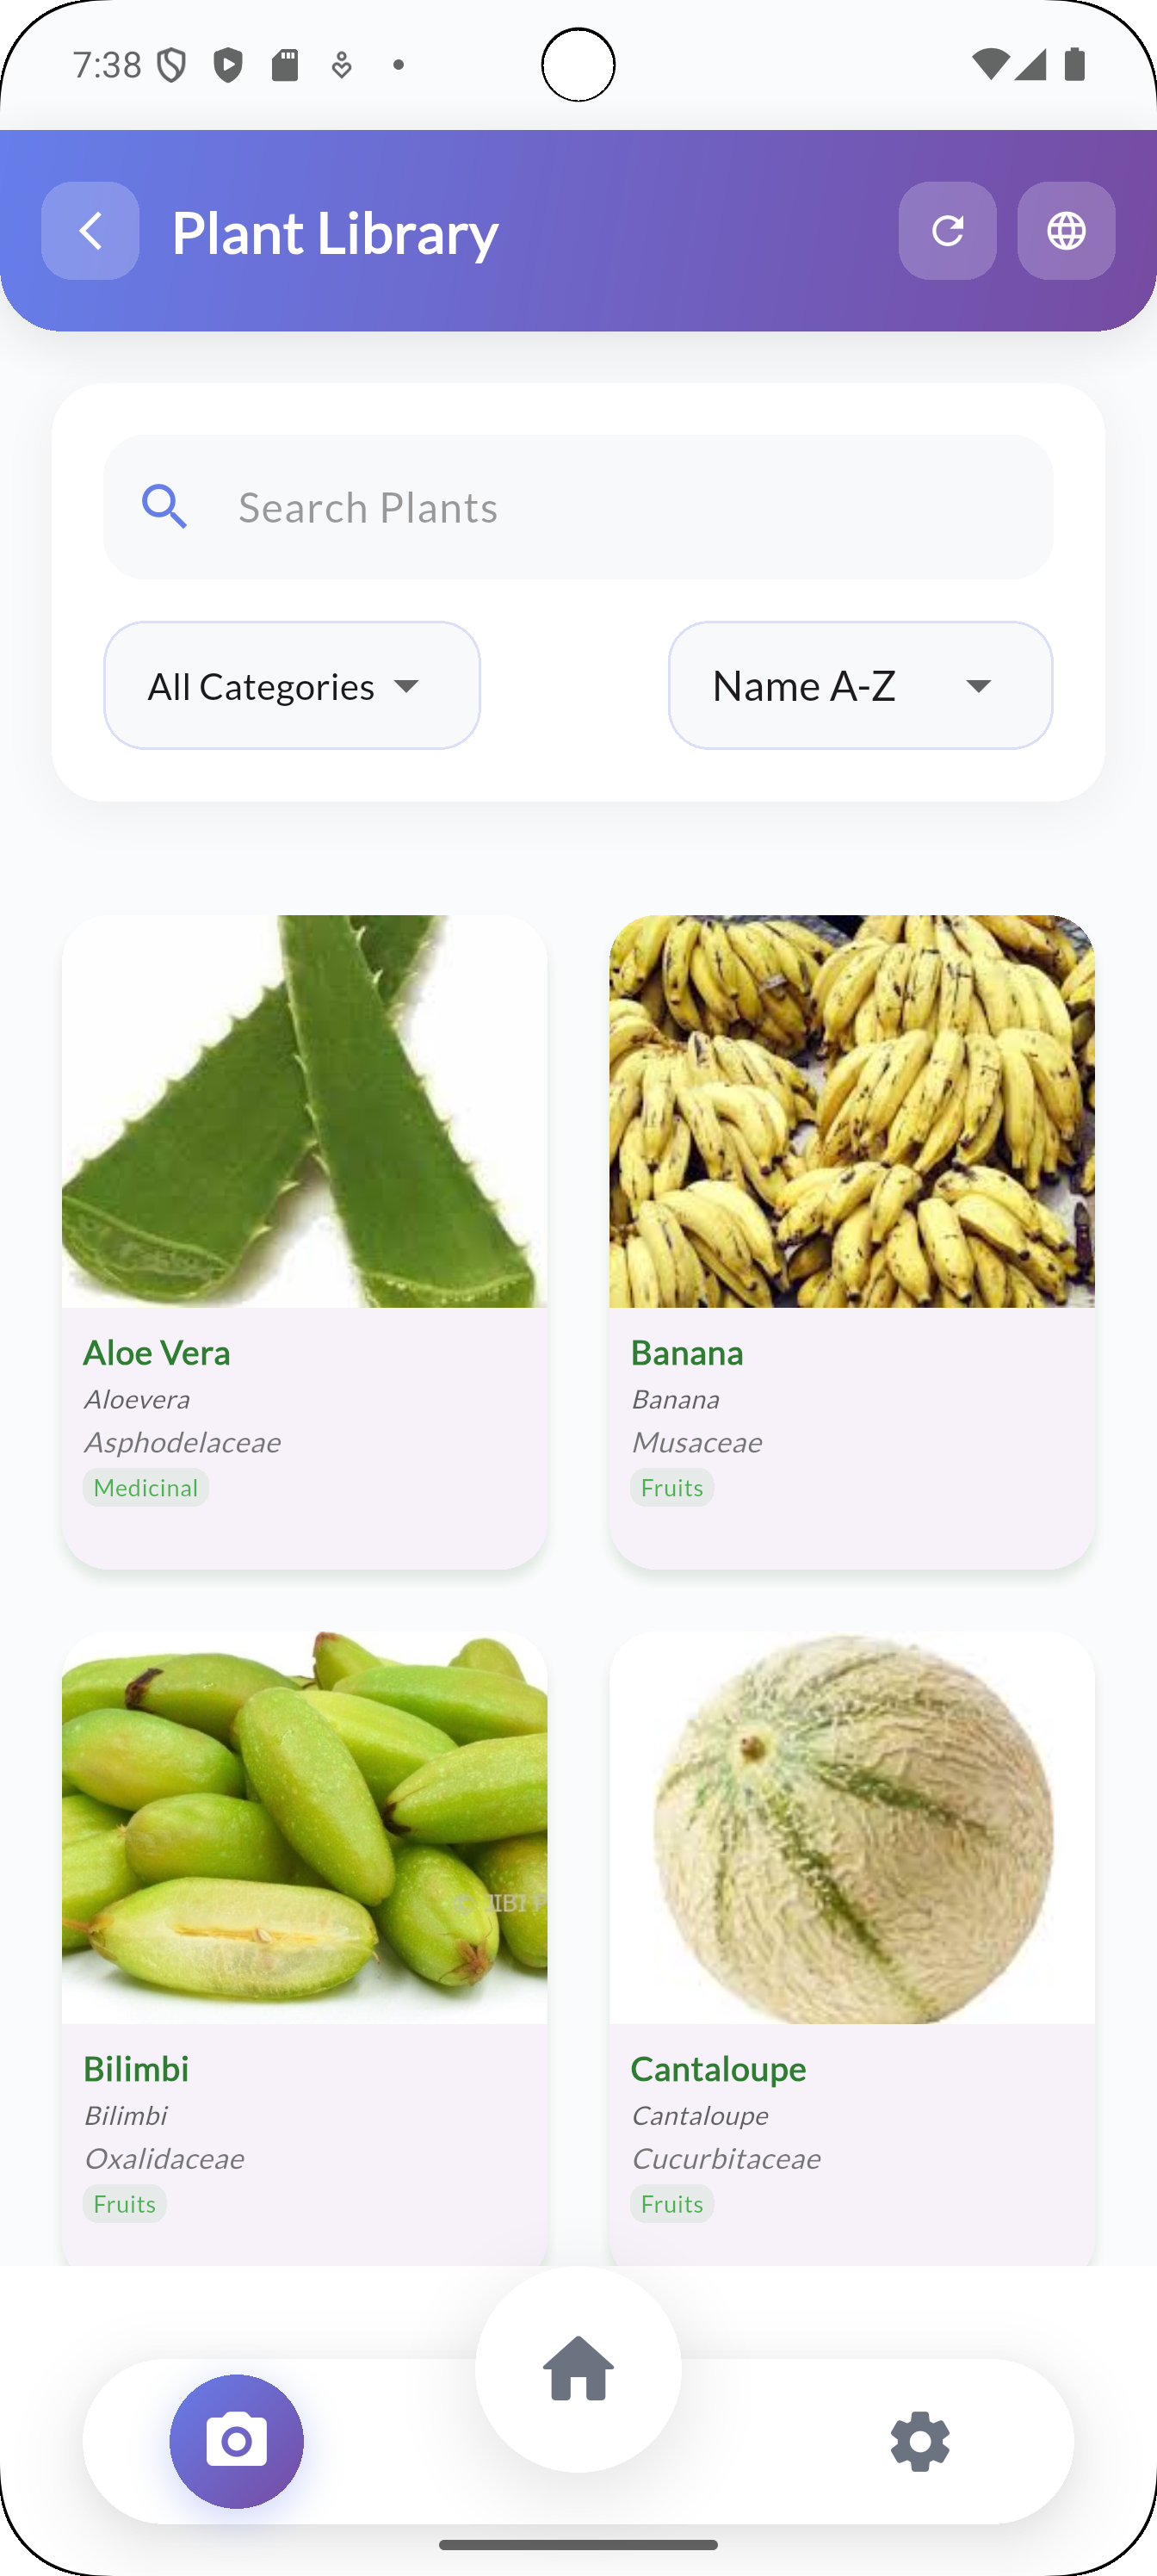 7:38
Plant Library
Search Plants
All Categories
Name A-Z
Aloe Vera
Aloevera
Asphodelaceae
Medicinal
Banana
Banana
Musaceae
Fruits
© JIBI
Bilimbi
Bilimbi
Oxalidaceae
Fruits
Cantaloupe
Cantaloupe
Cucurbitaceae
Fruits